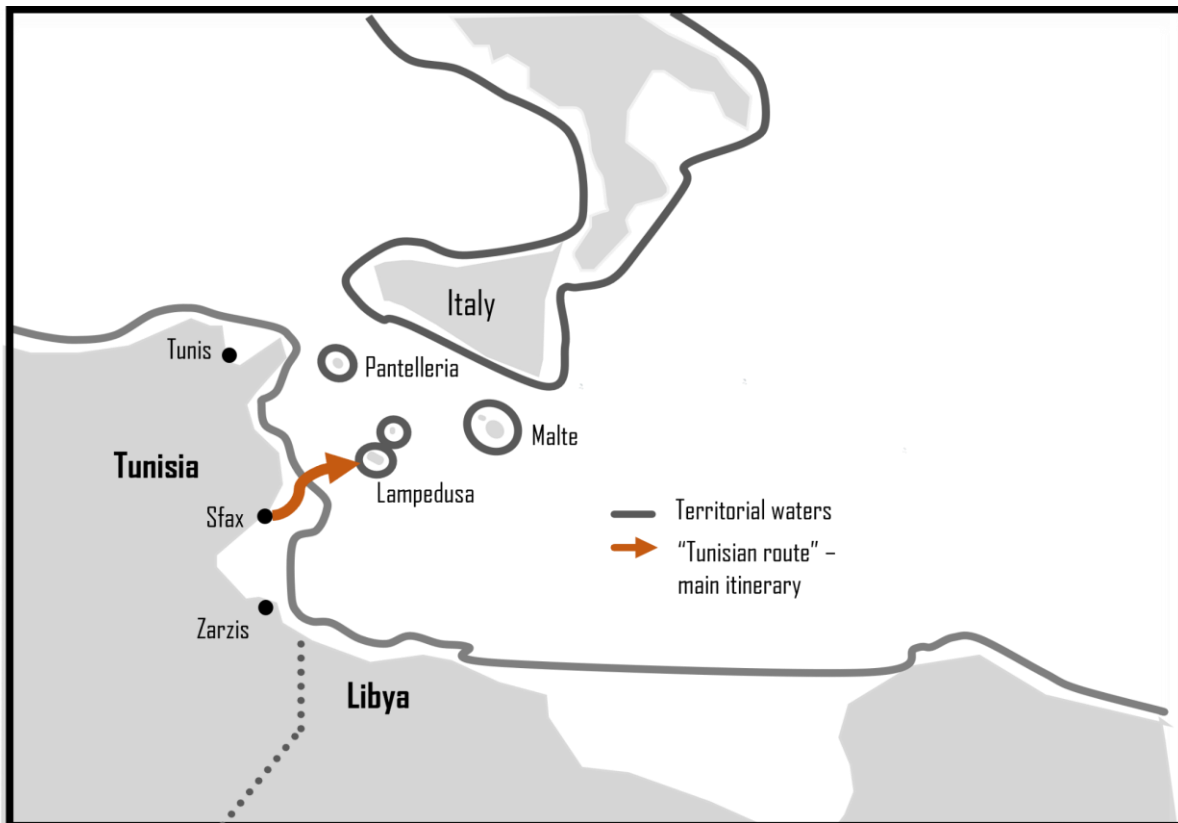 Italy
Tunis
Pantelleria
Malte
Tunisia
Lampedusa
Sfax
Territorial waters
“Tunisian route” –
main itinerary
Zarzis
Libya